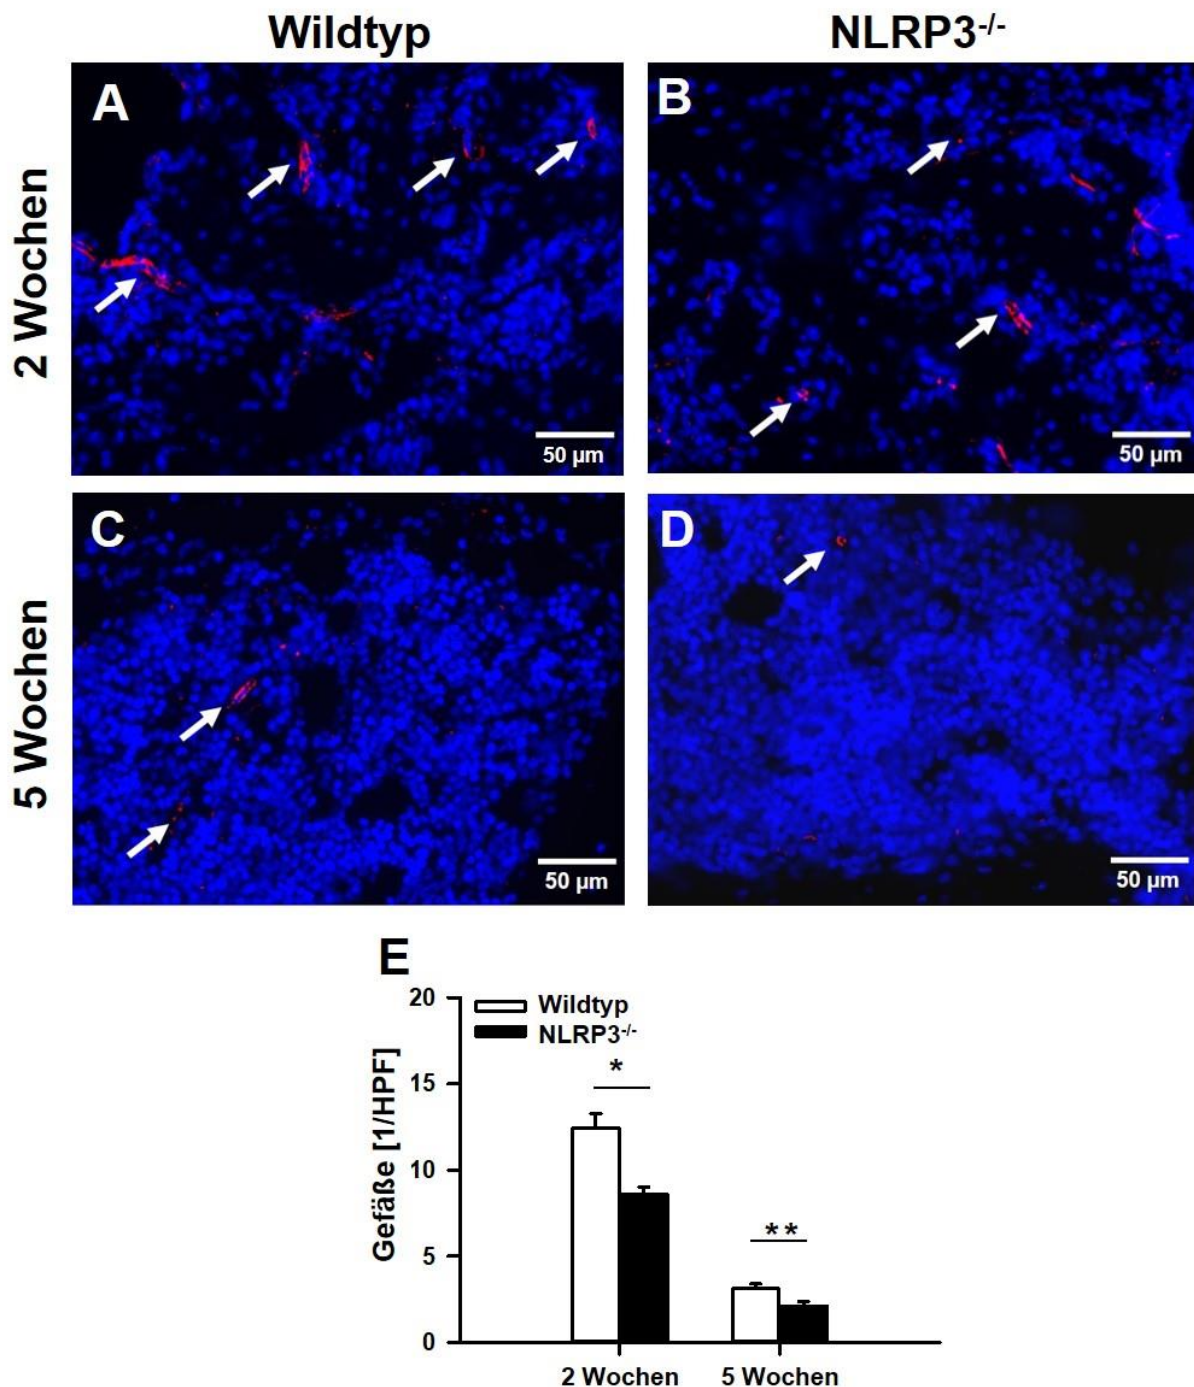 Wildtyp NLRP3-/-
2 Wochen
A B
50 µm 50 µm
5 Wochen
C D
50 µm 50 µm
E
Gefäße [1/HPF]
20
Wildtyp
NLRP3-/-
*
15
10
**
5
0
2 Wochen 5 Wochen